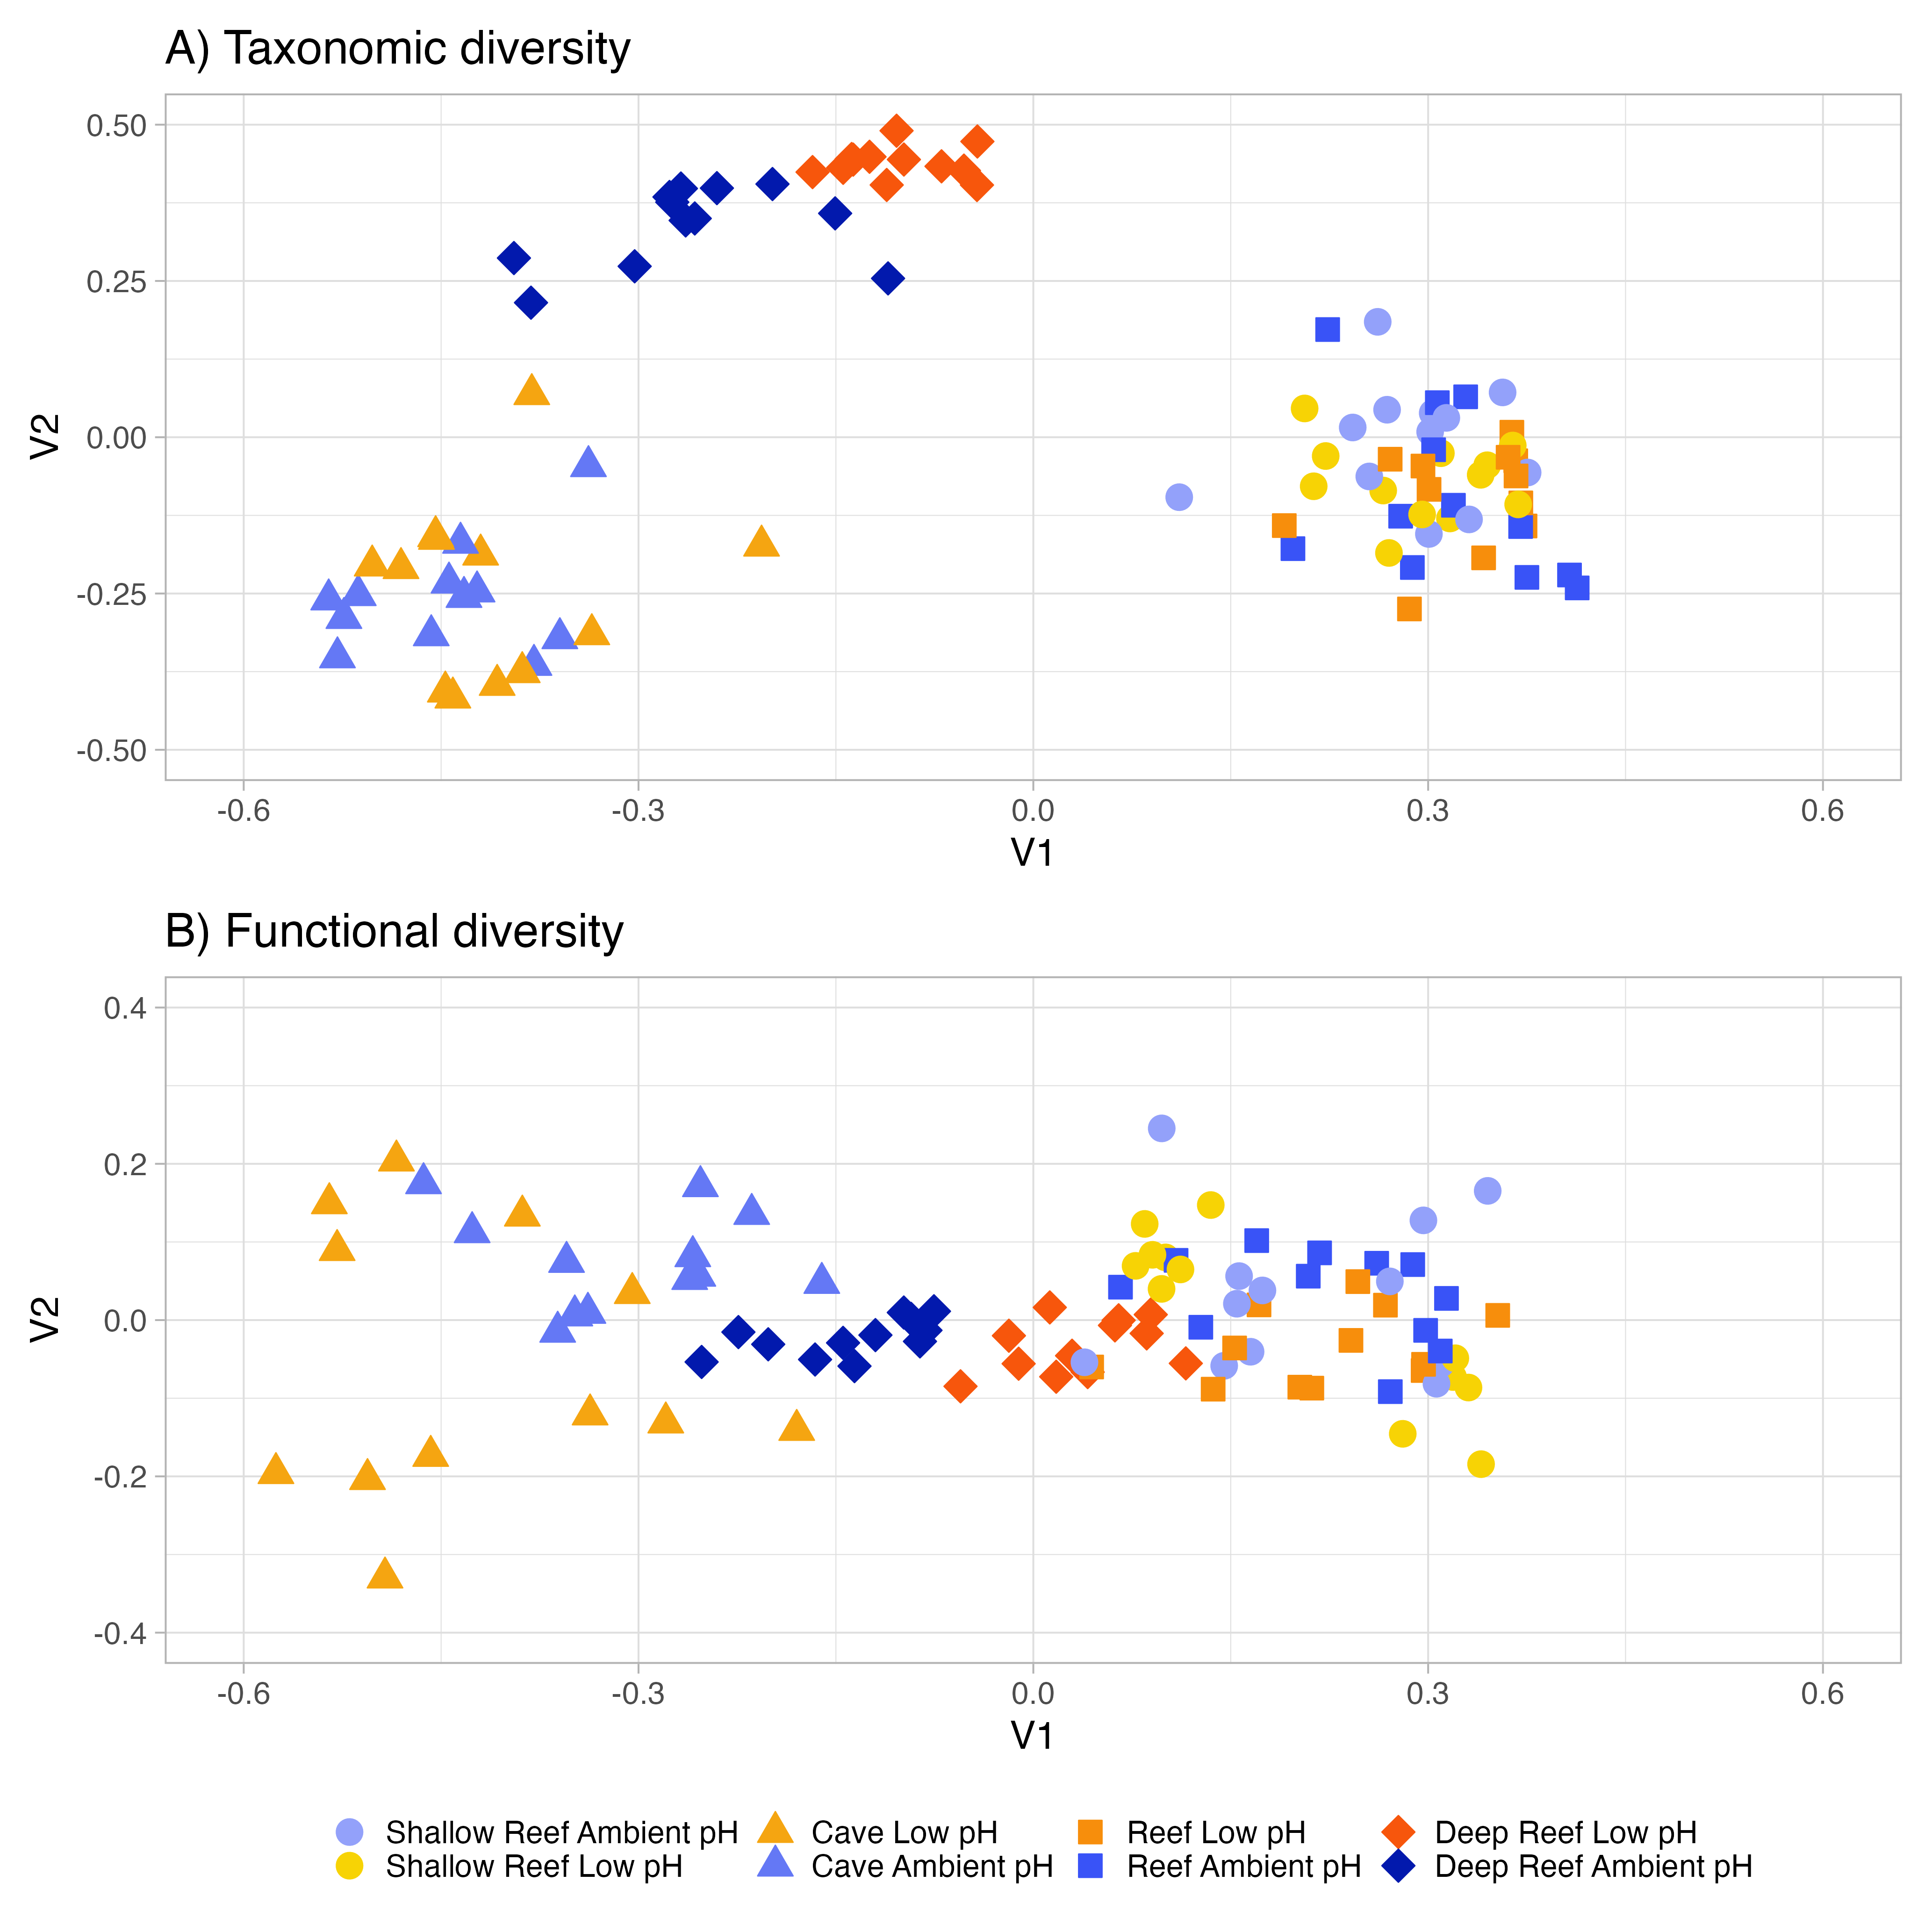 A) Taxonomic diversity
0.50
0.25
0.00
-0.25
-0.50
V2
-0.6 -0.3 0.0 0.3 0.6
V1
B) Functional diversity
0.4
0.2
0.0
-0.2
-0.4
V2
-0.6 -0.3 0.0 0.3 0.6
V1
Shallow Reef Ambient pH Cave Low pH Reef Low pH Deep Reef Low pH
Shallow Reef Low pH Cave Ambient pH Reef Ambient pH Deep Reef Ambient pH